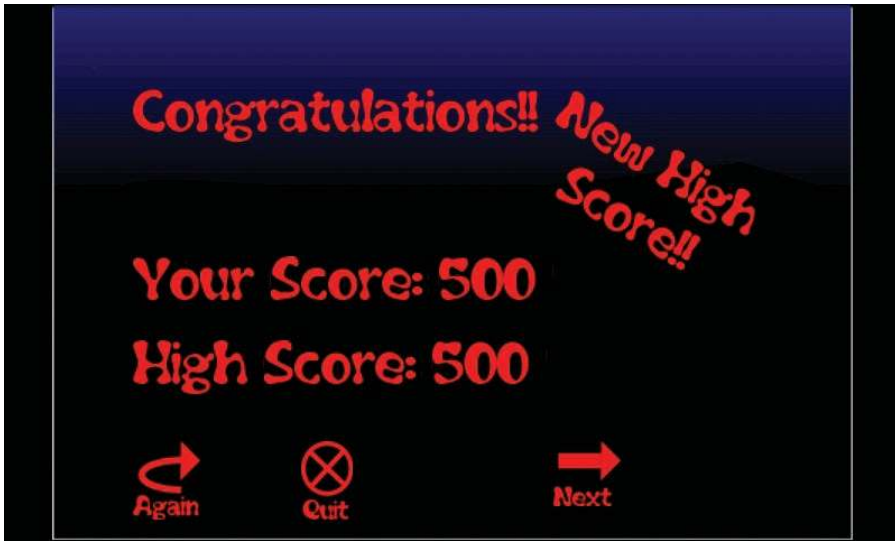 Congratulations!!
New High
Score!!
Your Score: 500
High Score: 500
Again
Quit
Next